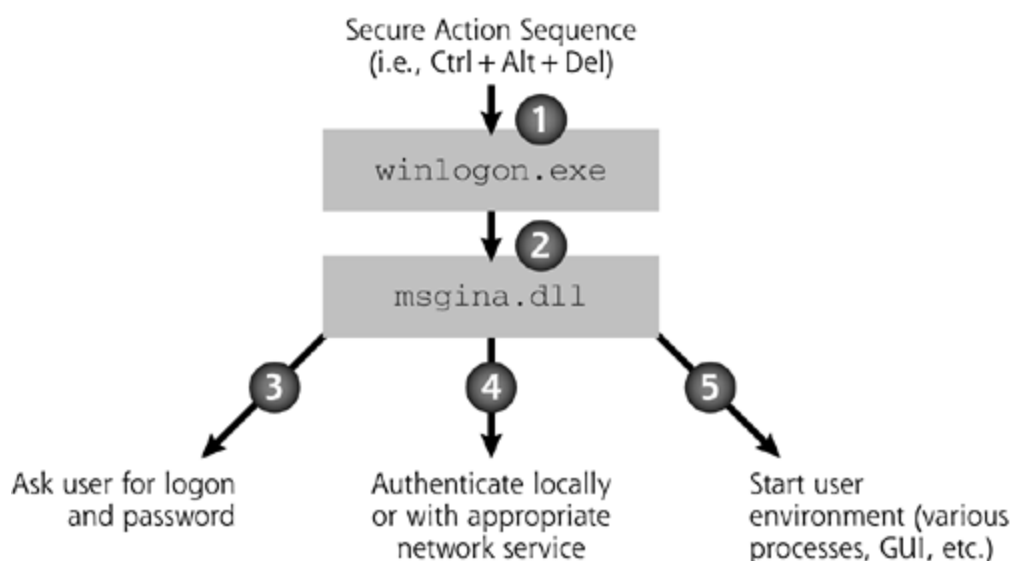 Secure Action Sequence
(i.e., Ctrl + Alt + Del)
1
winlogon.exe
2
msgina.dll
3
4
5
Ask user for logon
and password
Authenticate locally
or with appropriate
network service
Start user
environment (various
processes, GUI, etc.)